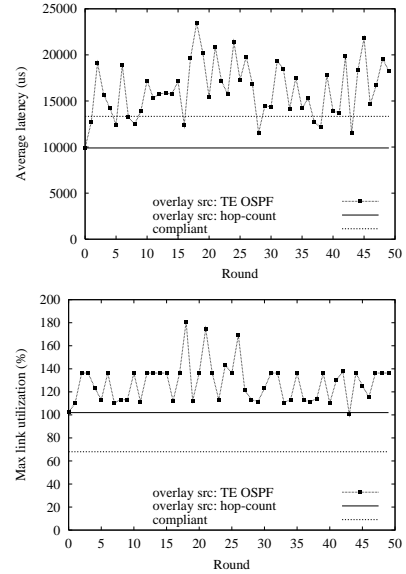 25000
20000
15000
10000
5000
0
Average latency (us)
overlay src: TE OSPF
overlay src: hop-count
compliant
0 5 10 15 20 25 30 35 40 45 50
Round
200
180
160
140
120
100
80
60
40
20
0
Max link utilization (%)
overlay src: TE OSPF
overlay src: hop-count
compliant
0 5 10 15 20 25 30 35 40 45 50
Round